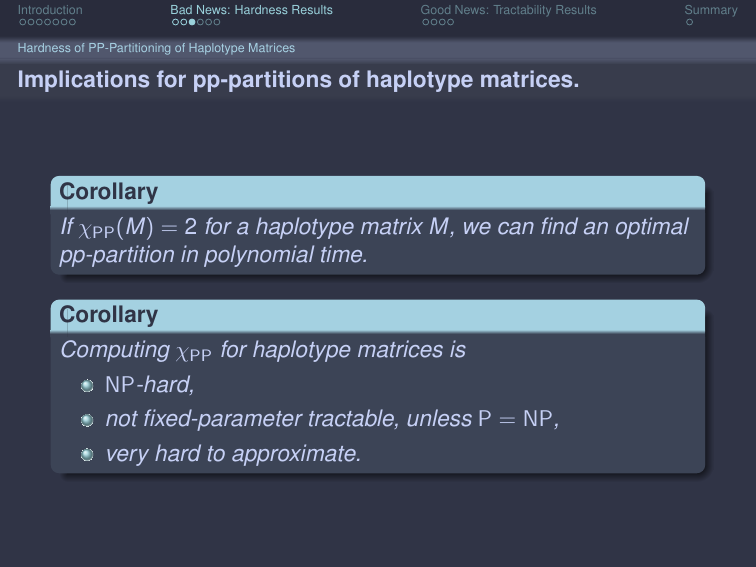 Introduction Bad News: Hardness Results Good News: Tractability Results Summary
Hardness of PP-Partitioning of Haplotype Matrices
Implications for pp-partitions of haplotype matrices.
Corollary
If χPP(M) = 2 for a haplotype matrix M, we can find an optimal
pp-partition in polynomial time.
Corollary
Computing χPP for haplotype matrices is
NP-hard,
not fixed-parameter tractable, unless P = NP,
very hard to approximate.